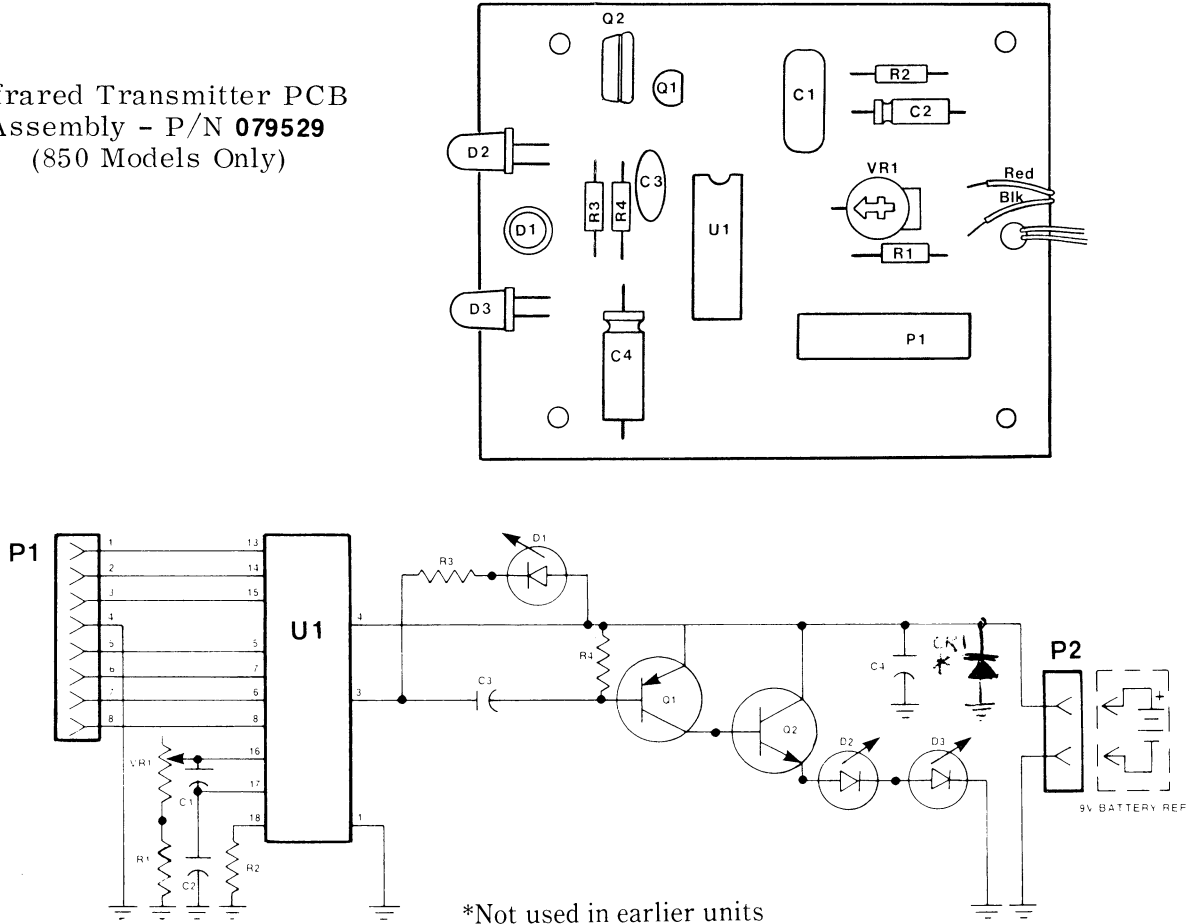 frared Transmitter PCB
Assembly - P/N 079529
(850 Models Only)
Q2
Q1
C1
R2
C2
D2
C3
R3
R4
VR1
Red
Blk
D1
U1
R1
D3
C4
P1
P1
1
2
3
4
5
6
7
8
13
14
15
5
7
6
8
16
17
18
U1
4
3
1
R3
D1
R4
C3
Q1
Q2
D2
D3
C4
CR1
*
P2
+
9V BATTERY REF
VR1
C1
R1
C2
R2
*Not used in earlier units